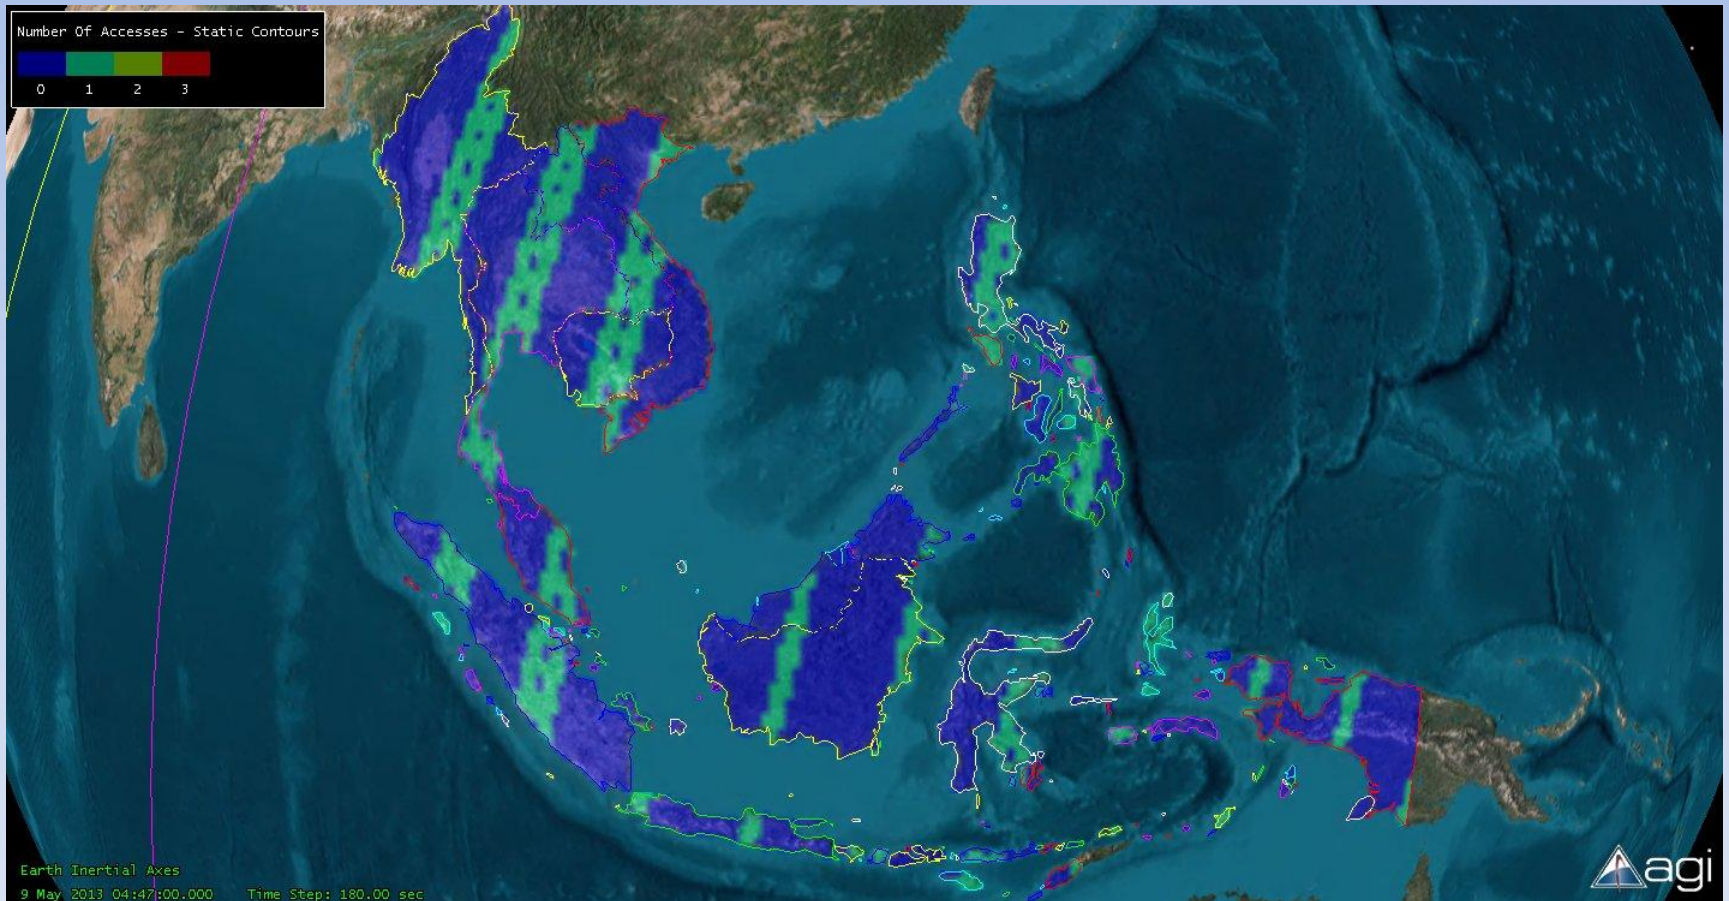 Number Of Accesses - Static Contours
0 1 2 3
Earth Inertial Axes
9 May 2013 04:47:00.000 Time Step: 180.00 sec
agi